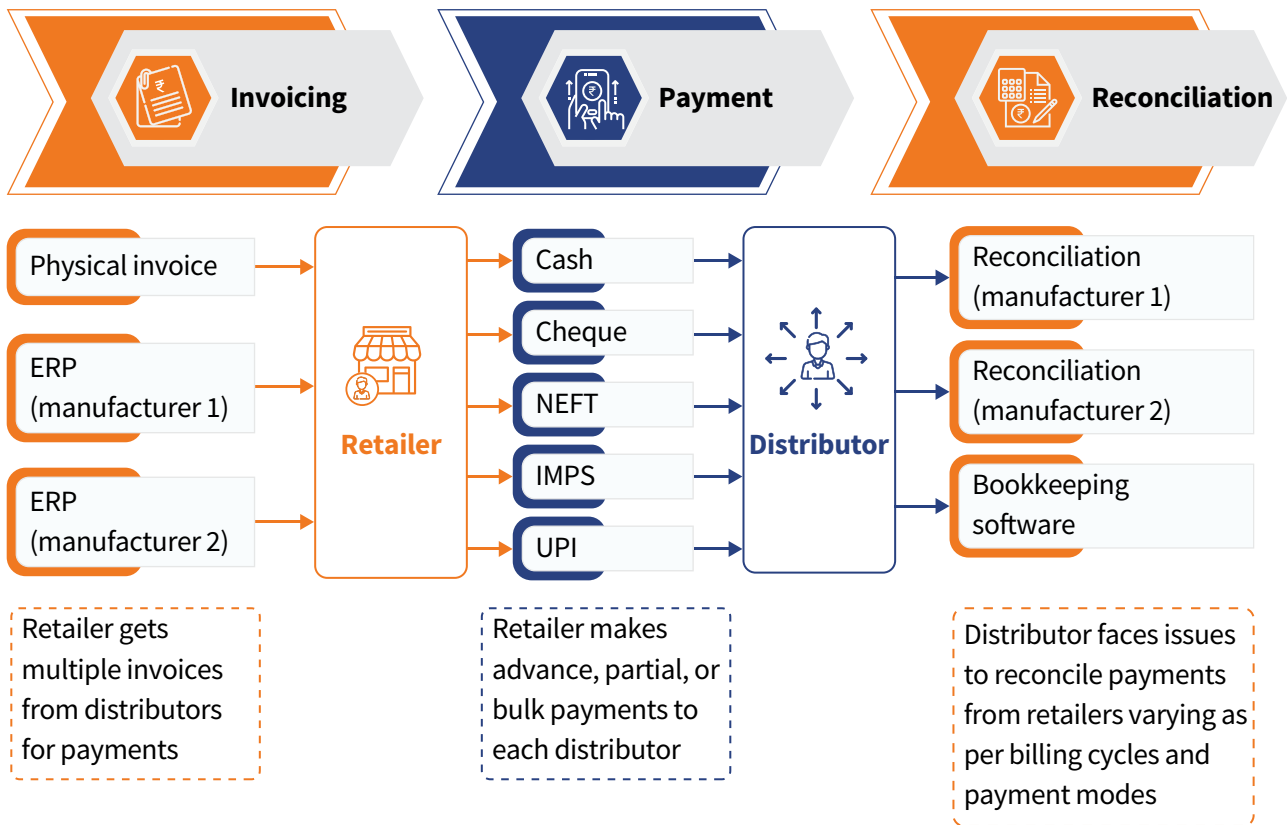 Invoicing
Payment
Reconciliation
Physical invoice
ERP
(manufacturer 1)
ERP
(manufacturer 2)
Retailer
Cash
Cheque
NEFT
IMPS
UPI
Distributor
Reconciliation
(manufacturer 1)
Reconciliation
(manufacturer 2)
Bookkeeping
software
Retailer gets
multiple invoices
from distributors
for payments
Retailer makes
advance, partial, or
bulk payments to
each distributor
Distributor faces issues
to reconcile payments
from retailers varying as
per billing cycles and
payment modes